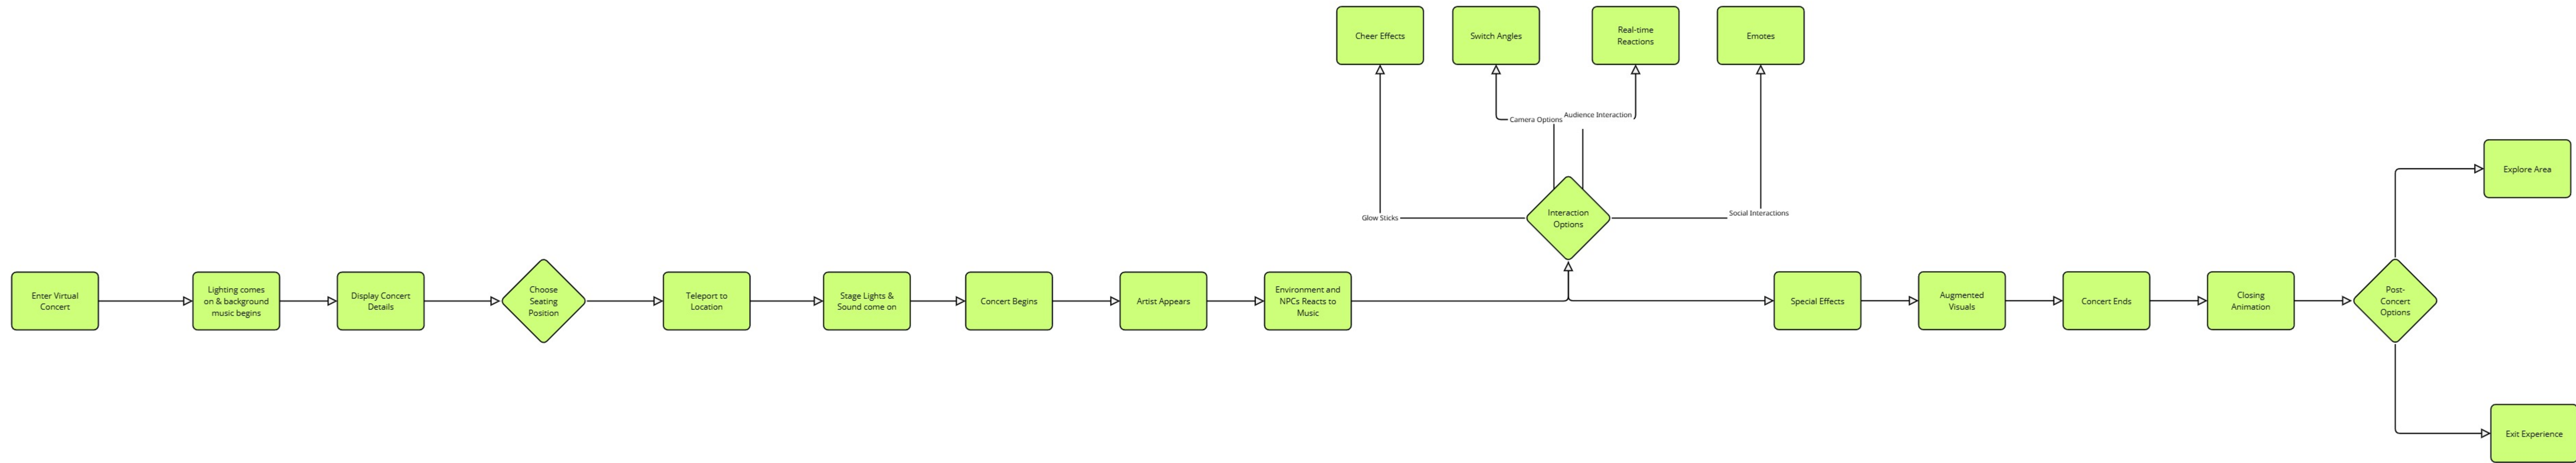 Cheer Effects
Switch Angles
Real-time
Reactions
Emotes
Camera Options
Audience Interaction
Glow Sticks
Interaction
Options
Social Interactions
Enter Virtual
Concert
Lighting comes
on & background
music begins
Display Concert
Details
Choose
Seating
Position
Teleport to
Location
Stage Lights &
Sound come on
Concert Begins
Artist Appears
Environment and
NPCs Reacts to
Music
Special Effects
Augmented
Visuals
Concert Ends
Closing
Animation
Post-
Concert
Options
Explore Area
Exit Experience